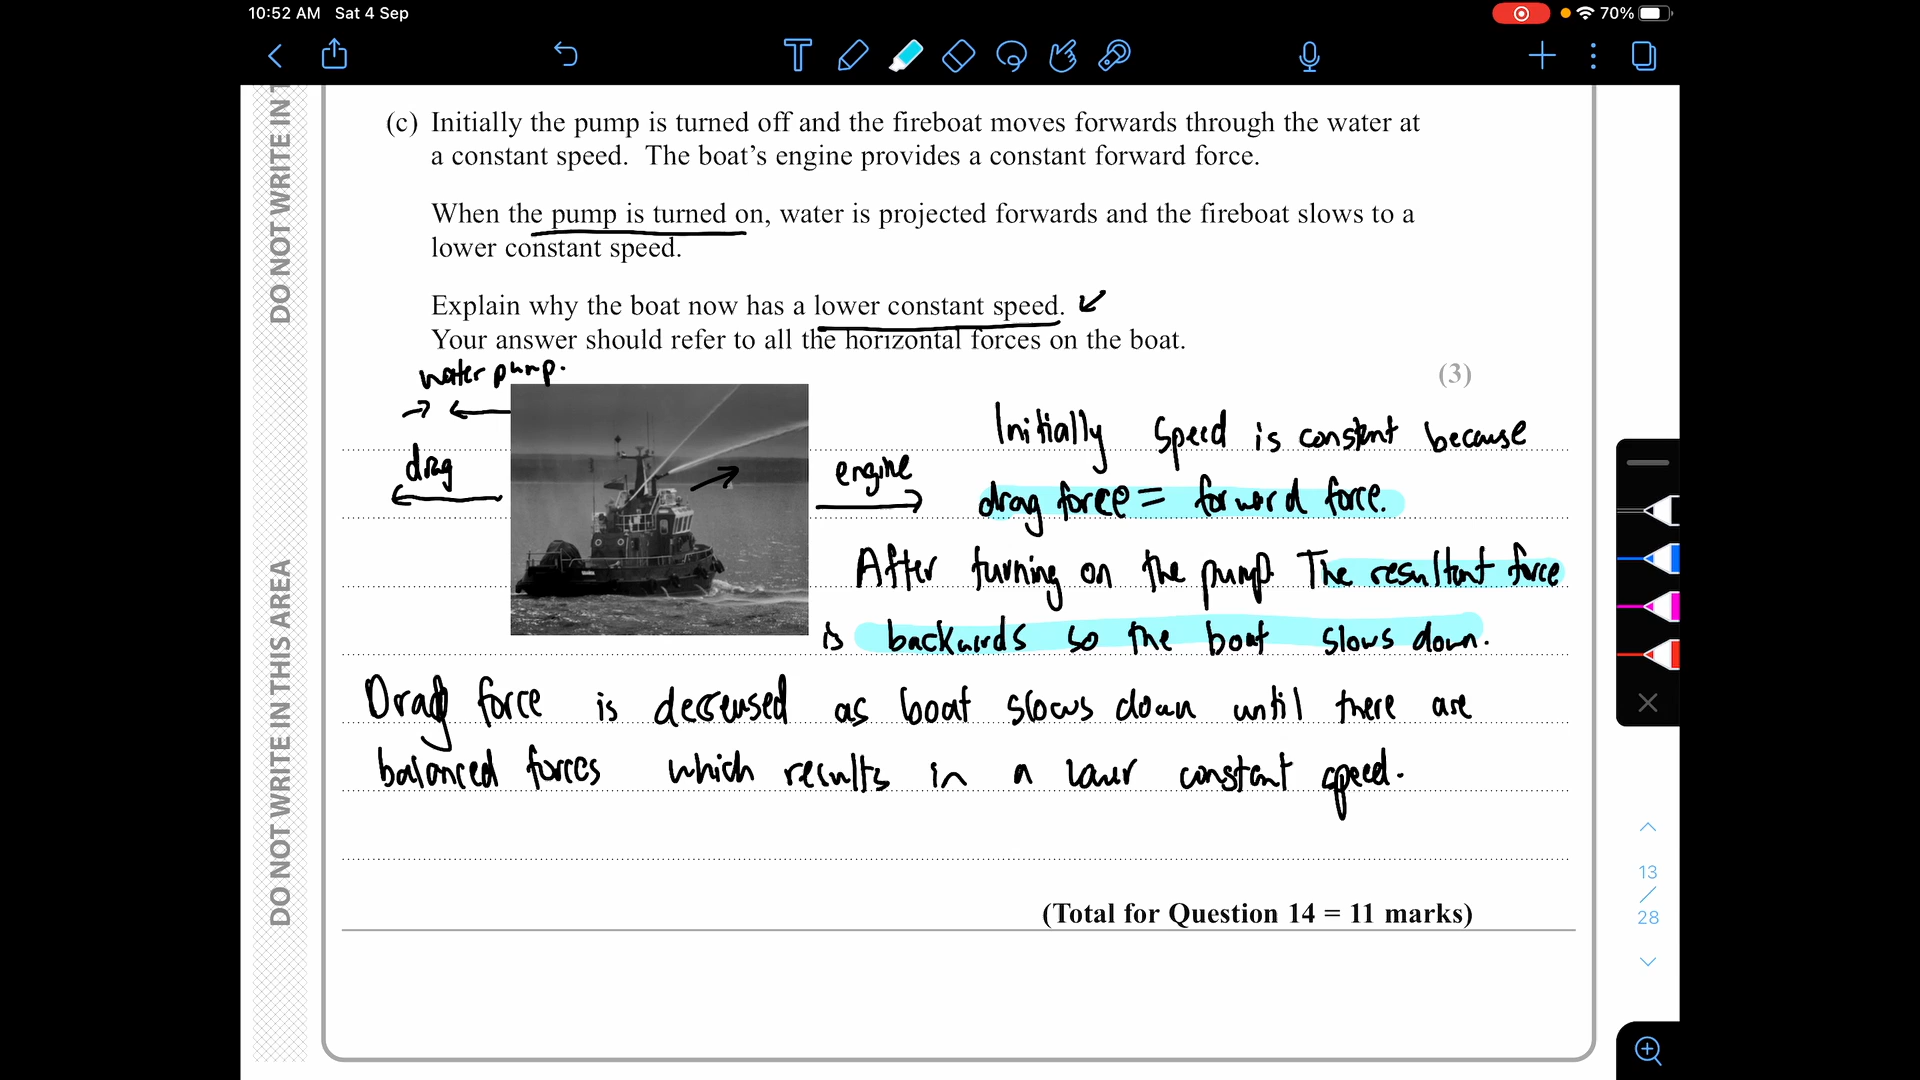 10:52 AM Sat 4 Sep
70%
DO NOT WRITE IN T
DO NOT WRITE IN THIS AREA
(c) Initially the pump is turned off and the fireboat moves forwards through the water at
a constant speed. The boat's engine provides a constant forward force.
When the pump is turned on, water is projected forwards and the fireboat slows to a
lower constant speed.
Explain why the boat now has a lower constant speed.
Your answer should refer to all the horizontal forces on the boat.
(3)
water pump.
drag
engine
Initially speed is constant because
drag force = forward force.
After turning on the pump The resultant force
is backwards so the boat slows down.
Drag force is decreased as boat slows down until there are
balanced forces which results in a lower constant speed.
(Total for Question 14 = 11 marks)
13
/
28